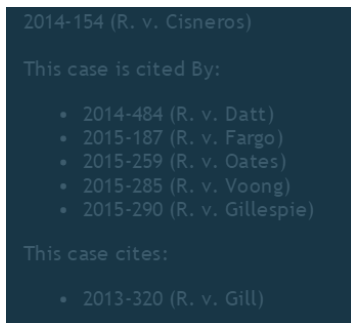 2014-154 (R. v. Cisneros)
This case is cited By:
• 2014-484 (R. v. Datt)
• 2015-187 (R. v. Fargo)
• 2015-259 (R. v. Oates)
• 2015-285 (R. v. Voong)
• 2015-290 (R. v. Gillespie)
This case cites:
• 2013-320 (R. v. Gill)